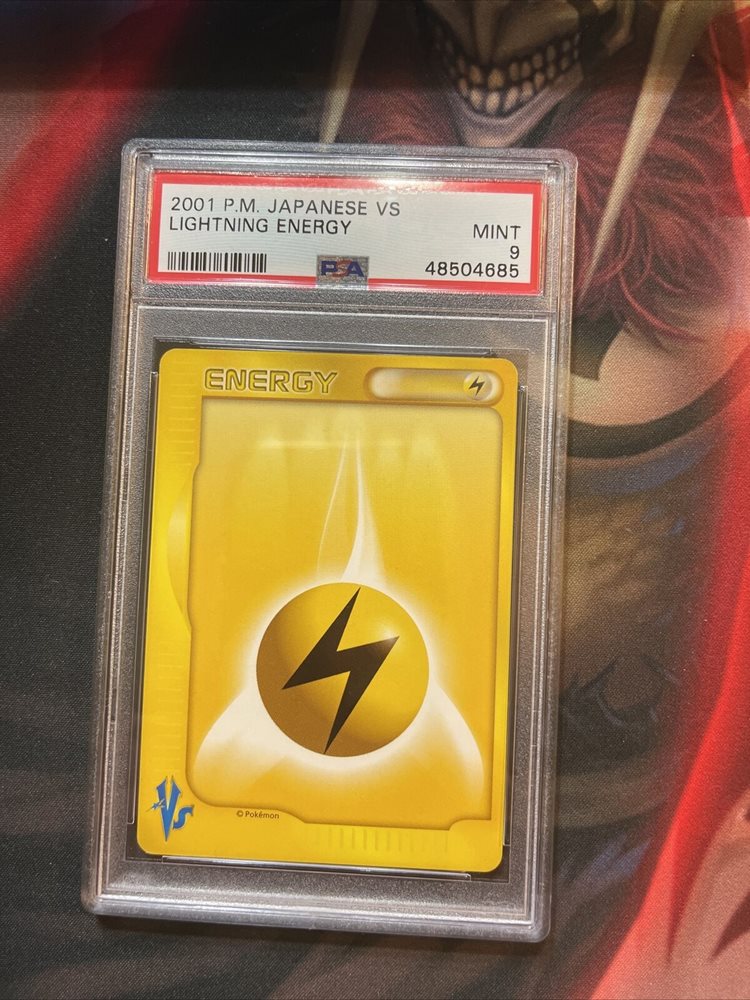 2001 P.M. JAPANESE VS
LIGHTNING ENERGY
MINT
9
PSA
48504685
ENERGY
© Pokémon
Vs